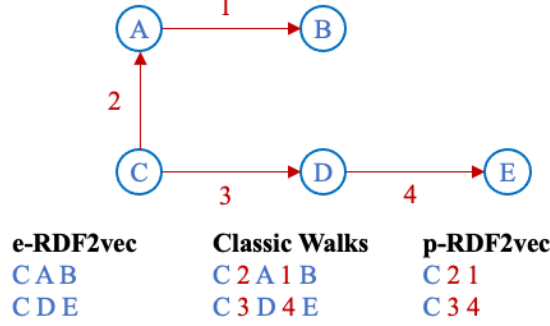 1
A B
2
C D E
3 4
e-RDF2vec Classic Walks p-RDF2vec
C A B C 2 A 1 B C 2 1
C D E C 3 D 4 E C 3 4